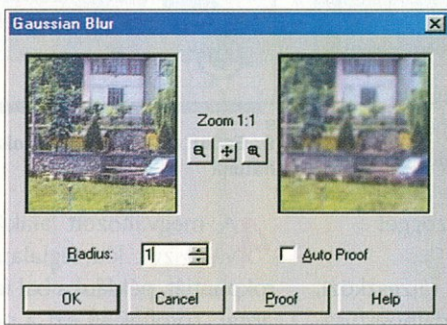 Gaussian Blur
Zoom 1:1
Radius: 1
Auto Proof
OK Cancel Proof Help